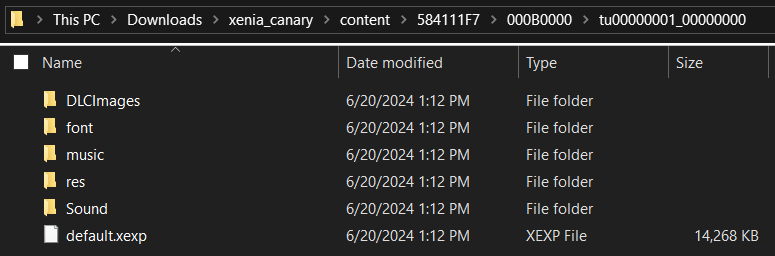 This PC > Downloads > xenia_canary > content > 584111F7 > 000B0000 > tu00000001_00000000
Name Date modified Type Size
DLCImages 6/20/2024 1:12 PM File folder
font 6/20/2024 1:12 PM File folder
music 6/20/2024 1:12 PM File folder
res 6/20/2024 1:12 PM File folder
Sound 6/20/2024 1:12 PM File folder
default.xexp 6/20/2024 1:12 PM XEXP File 14,268 KB